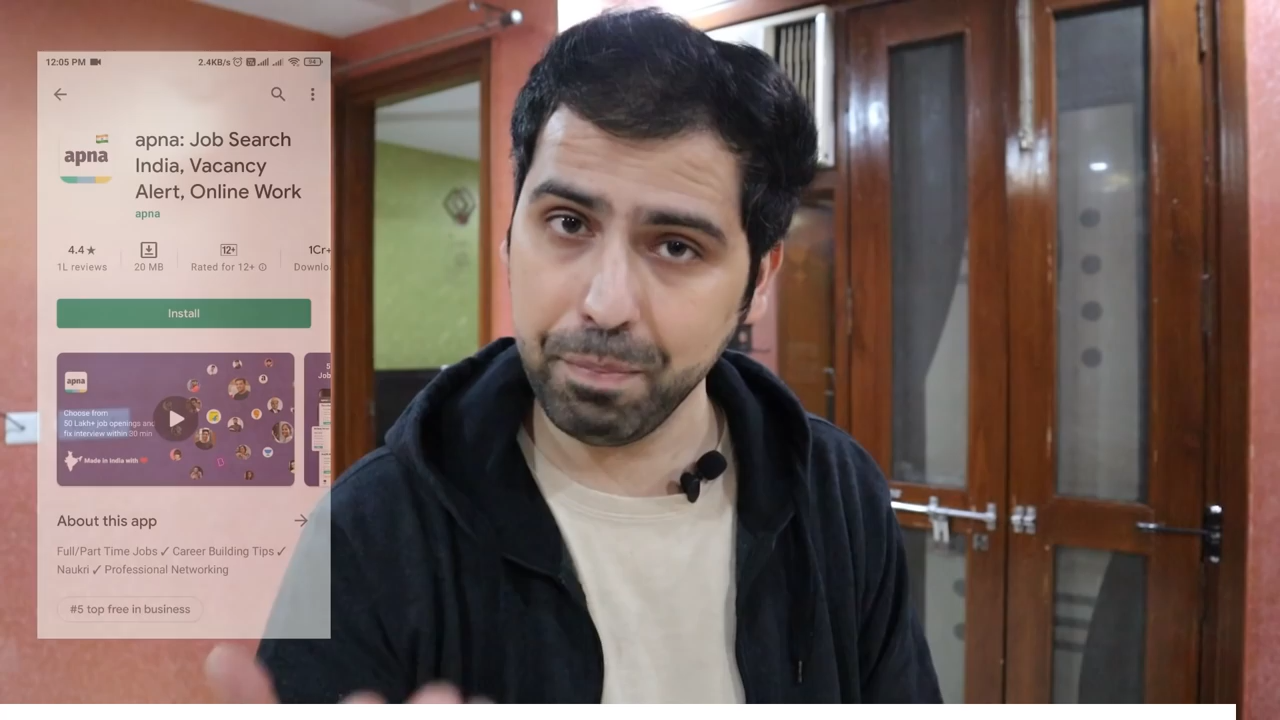 12:05 PM
2.4KB/s
94
apna
apna: Job Search
India, Vacancy
Alert, Online Work
apna
4.4★
1L reviews
20 MB
12+
Rated for 12+
1Cr+
Downlo
Install
apna
Choose from
50 Lakh+ job openings and
fix interview within 30 min
Made in India with ❤
5
Job
About this app
Full/Part Time Jobs ✓ Career Building Tips ✓
Naukri ✓ Professional Networking
#5 top free in business